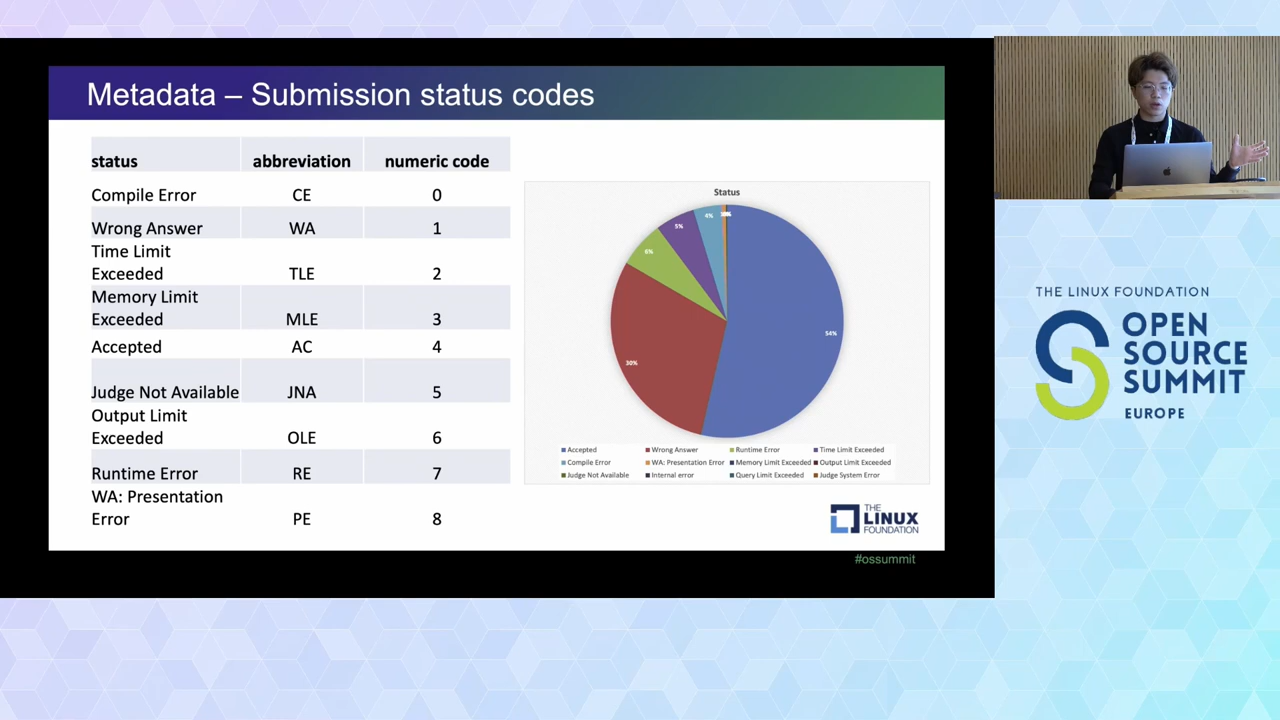 Metadata – Submission status codes
status abbreviation numeric code
Compile Error CE 0
Wrong Answer WA 1
Time Limit
Exceeded TLE 2
Memory Limit
Exceeded MLE 3
Accepted AC 4
Judge Not Available JNA 5
Output Limit
Exceeded OLE 6
Runtime Error RE 7
WA: Presentation
Error PE 8
Status
4%
5%
6%
54%
30%
Accepted Wrong Answer Runtime Error Time Limit Exceeded
Compile Error WA: Presentation Error Memory Limit Exceeded Output Limit Exceeded
Judge Not Available Internal error Query Limit Exceeded Judge System Error
THE
LINUX
FOUNDATION
#ossummit
THE LINUX FOUNDATION
OPEN
SOURCE
SUMMIT
EUROPE